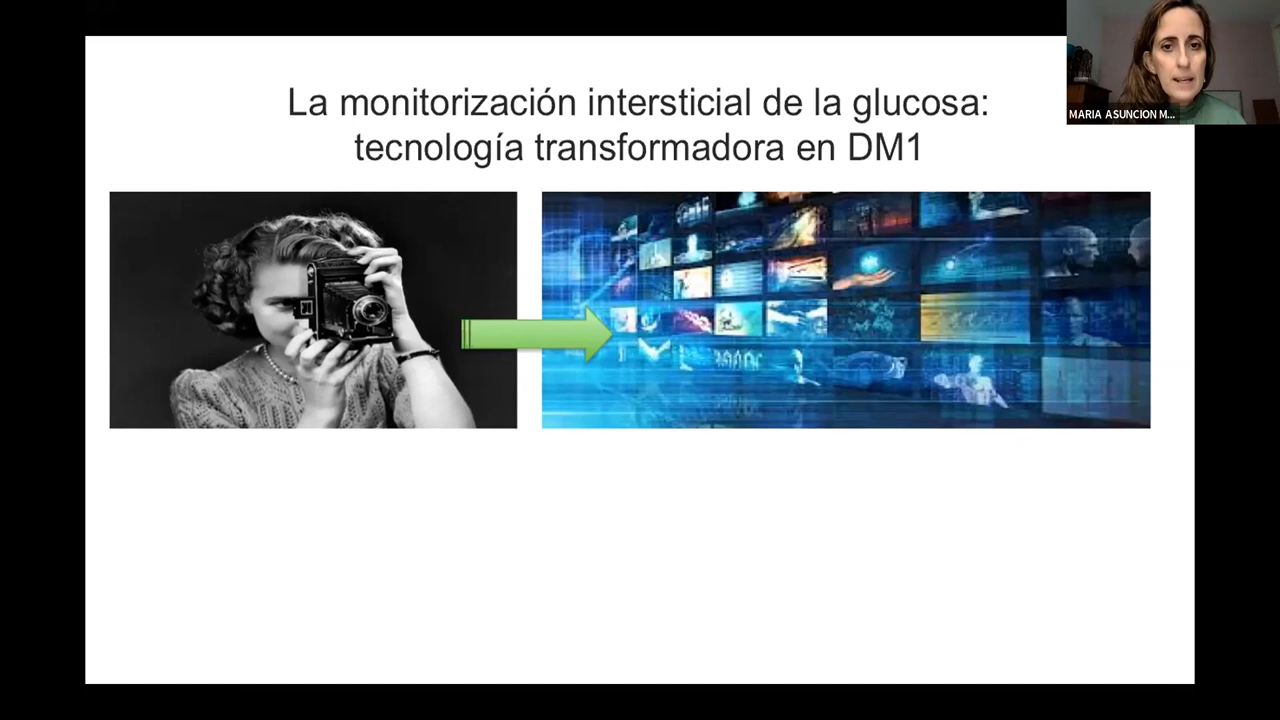 La monitorización intersticial de la glucosa:
tecnología transformadora en DM1
MARIA ASUNCION M...